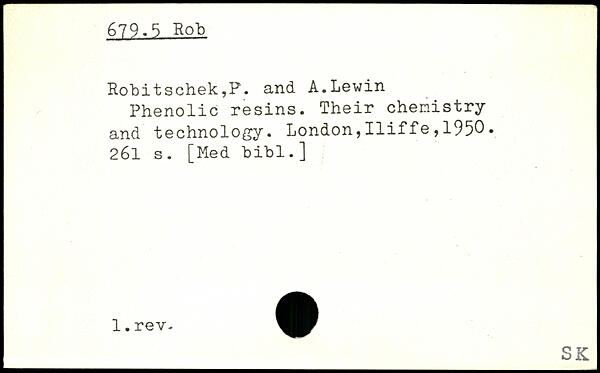 679.5 Rob
Robitschek,P. and A.Lewin
Phenolic resins. Their chemistry
and technology. London,Iliffe,1950.
261 s. [Med bibl.]
1.rev.
SK